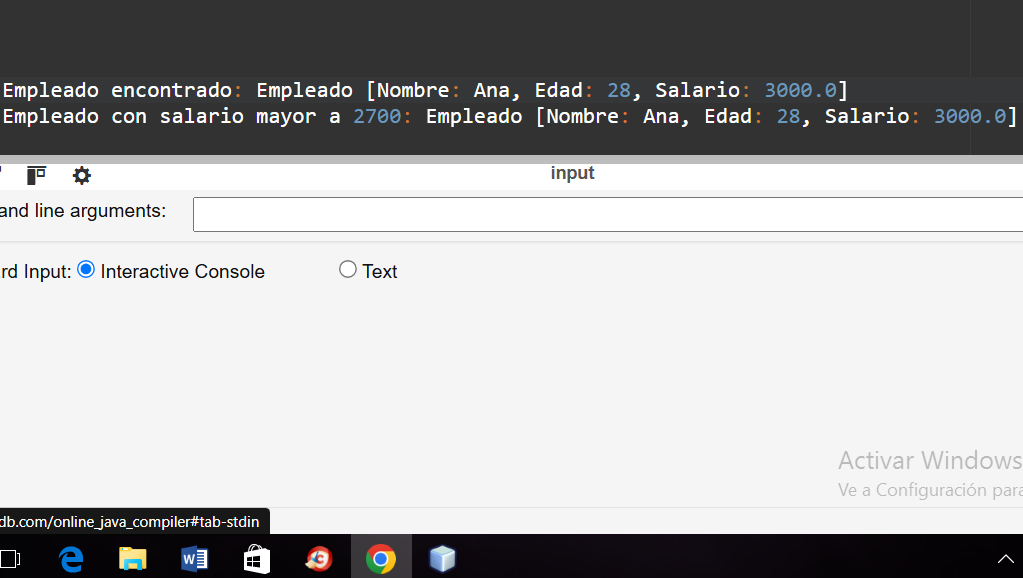 Empleado encontrado: Empleado [Nombre: Ana, Edad: 28, Salario: 3000.0]
Empleado con salario mayor a 2700: Empleado [Nombre: Ana, Edad: 28, Salario: 3000.0]
input
and line arguments:
rd Input: Interactive Console Text
Activar Windows
Ve a Configuración para
db.com/online_java_compiler#tab-stdin